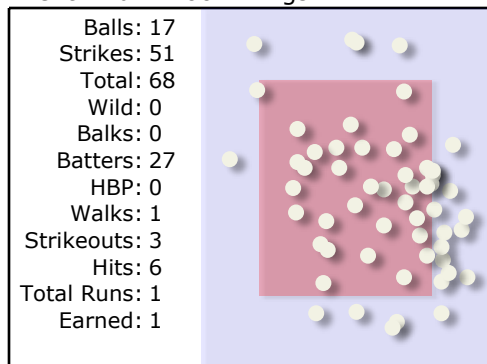 Balls: 17
Strikes: 51
Total: 68
Wild: 0
Balks: 0
Batters: 27
HBP: 0
Walks: 1
Strikeouts: 3
Hits: 6
Total Runs: 1
Earned: 1